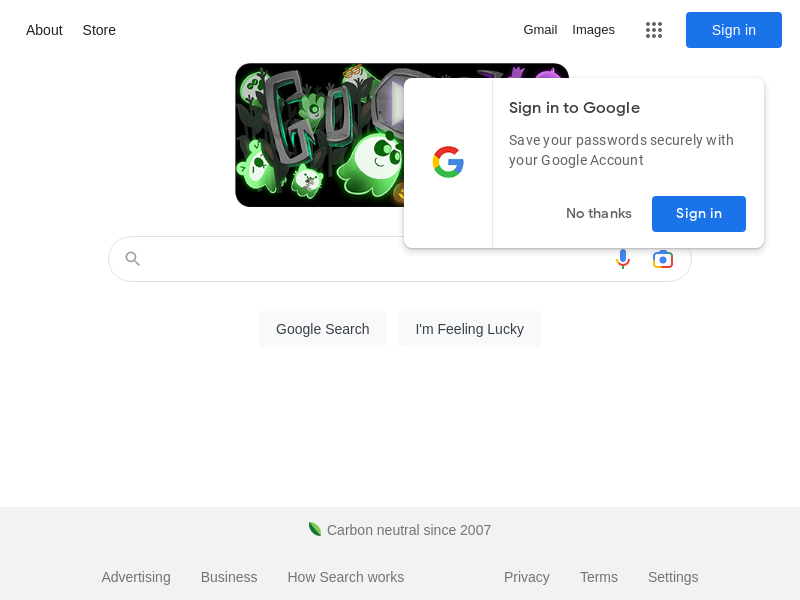 About
Store
Gmail
Images
Sign in
Sign in to Google
Save your passwords securely with
your Google Account
No thanks
Sign in
Google Search
I'm Feeling Lucky
Carbon neutral since 2007
Advertising
Business
How Search works
Privacy
Terms
Settings